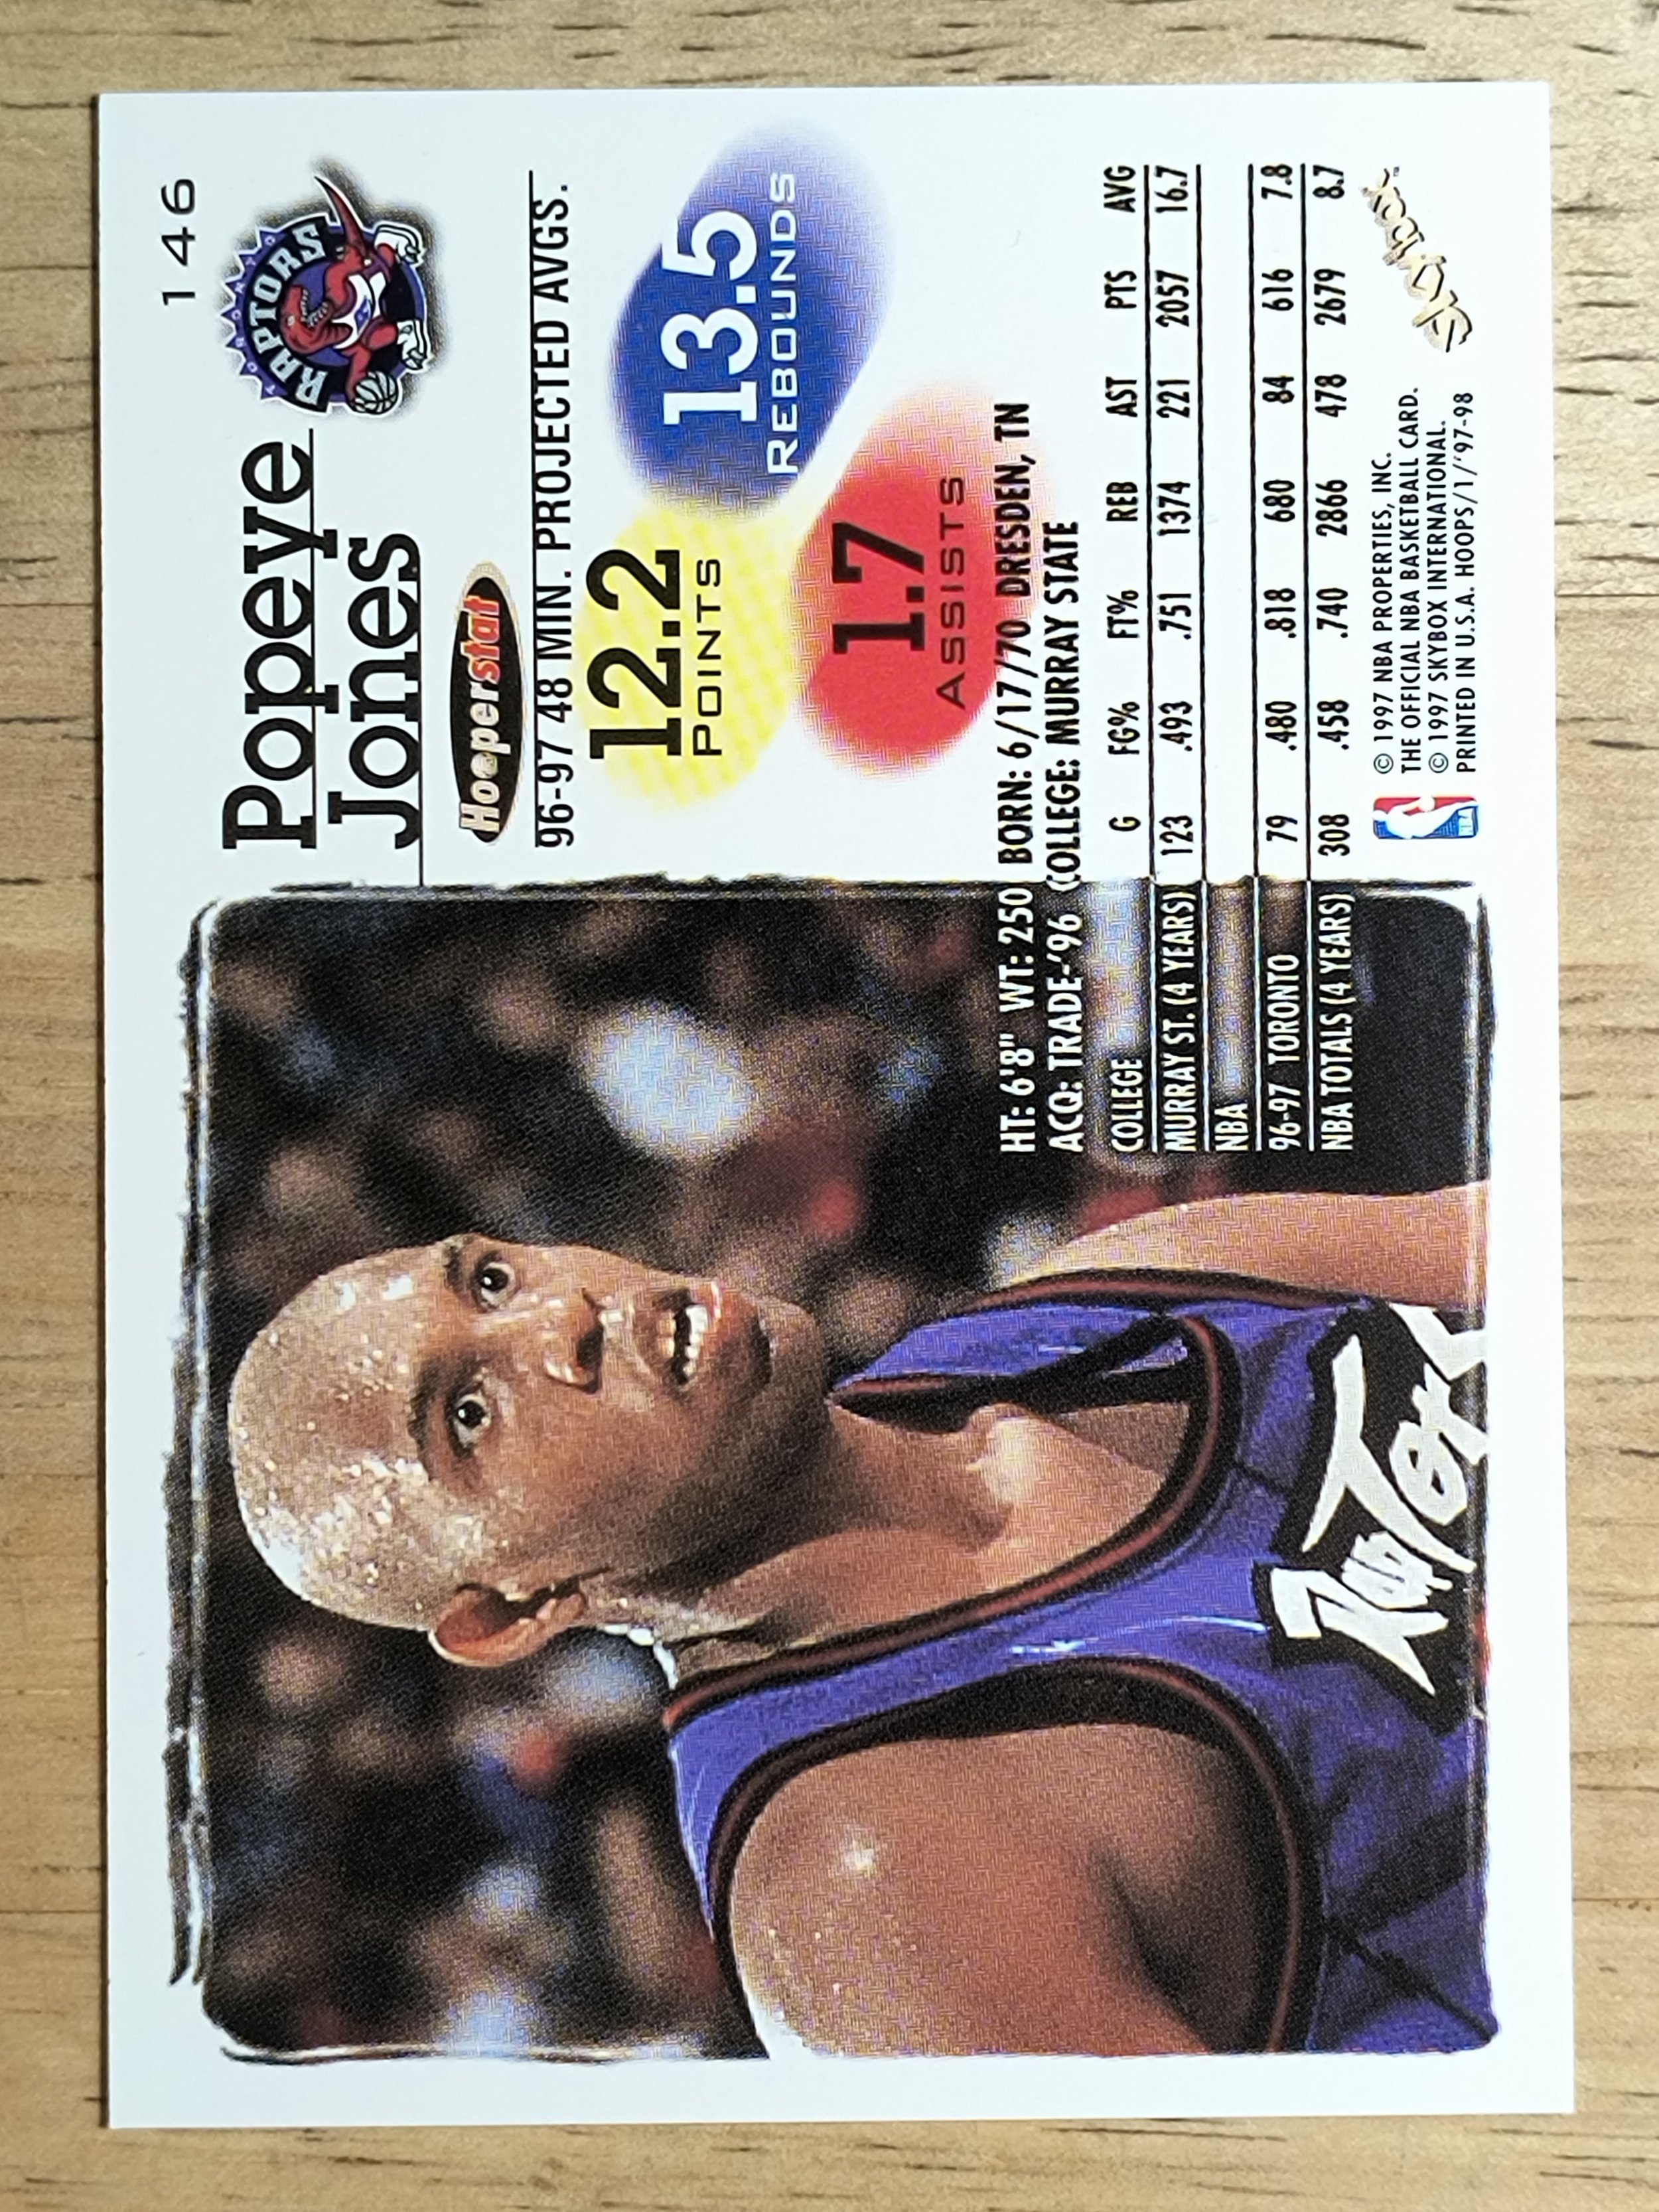 146
Popeye
Jones
TORONTO
RAPTORS
Hooperstat
96-97 48 MIN. PROJECTED AVGS.
12.2
POINTS
13.5
REBOUNDS
1.7
ASSISTS
HT: 6'8" WT: 250 BORN: 6/17/70 DRESDEN, TN
ACQ: TRADE-'96 COLLEGE: MURRAY STATE
COLLEGE G FG% FT% REB AST PTS AVG
MURRAY ST. (4 YEARS) 123 .493 .751 1374 221 2057 16.7
NBA
96-97 TORONTO 79 .480 .818 680 84 616 7.8
NBA TOTALS (4 YEARS) 308 .458 .740 2866 478 2679 8.7
NBA
© 1997 NBA PROPERTIES, INC.
THE OFFICIAL NBA BASKETBALL CARD.
© 1997 SKYBOX INTERNATIONAL.
PRINTED IN U.S.A. HOOPS/1/'97-98
SKYBOX™